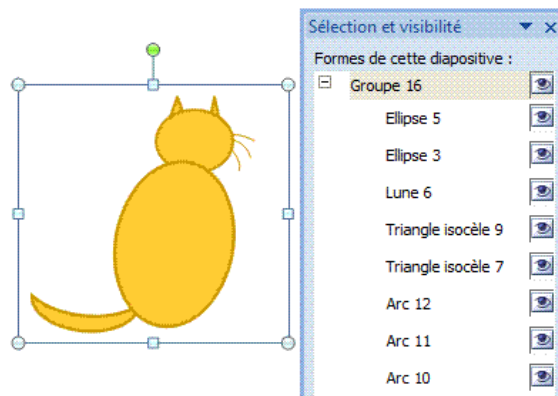 Sélection et visibilité
Formes de cette diapositive :
Groupe 16
Ellipse 5
Ellipse 3
Lune 6
Triangle isocèle 9
Triangle isocèle 7
Arc 12
Arc 11
Arc 10